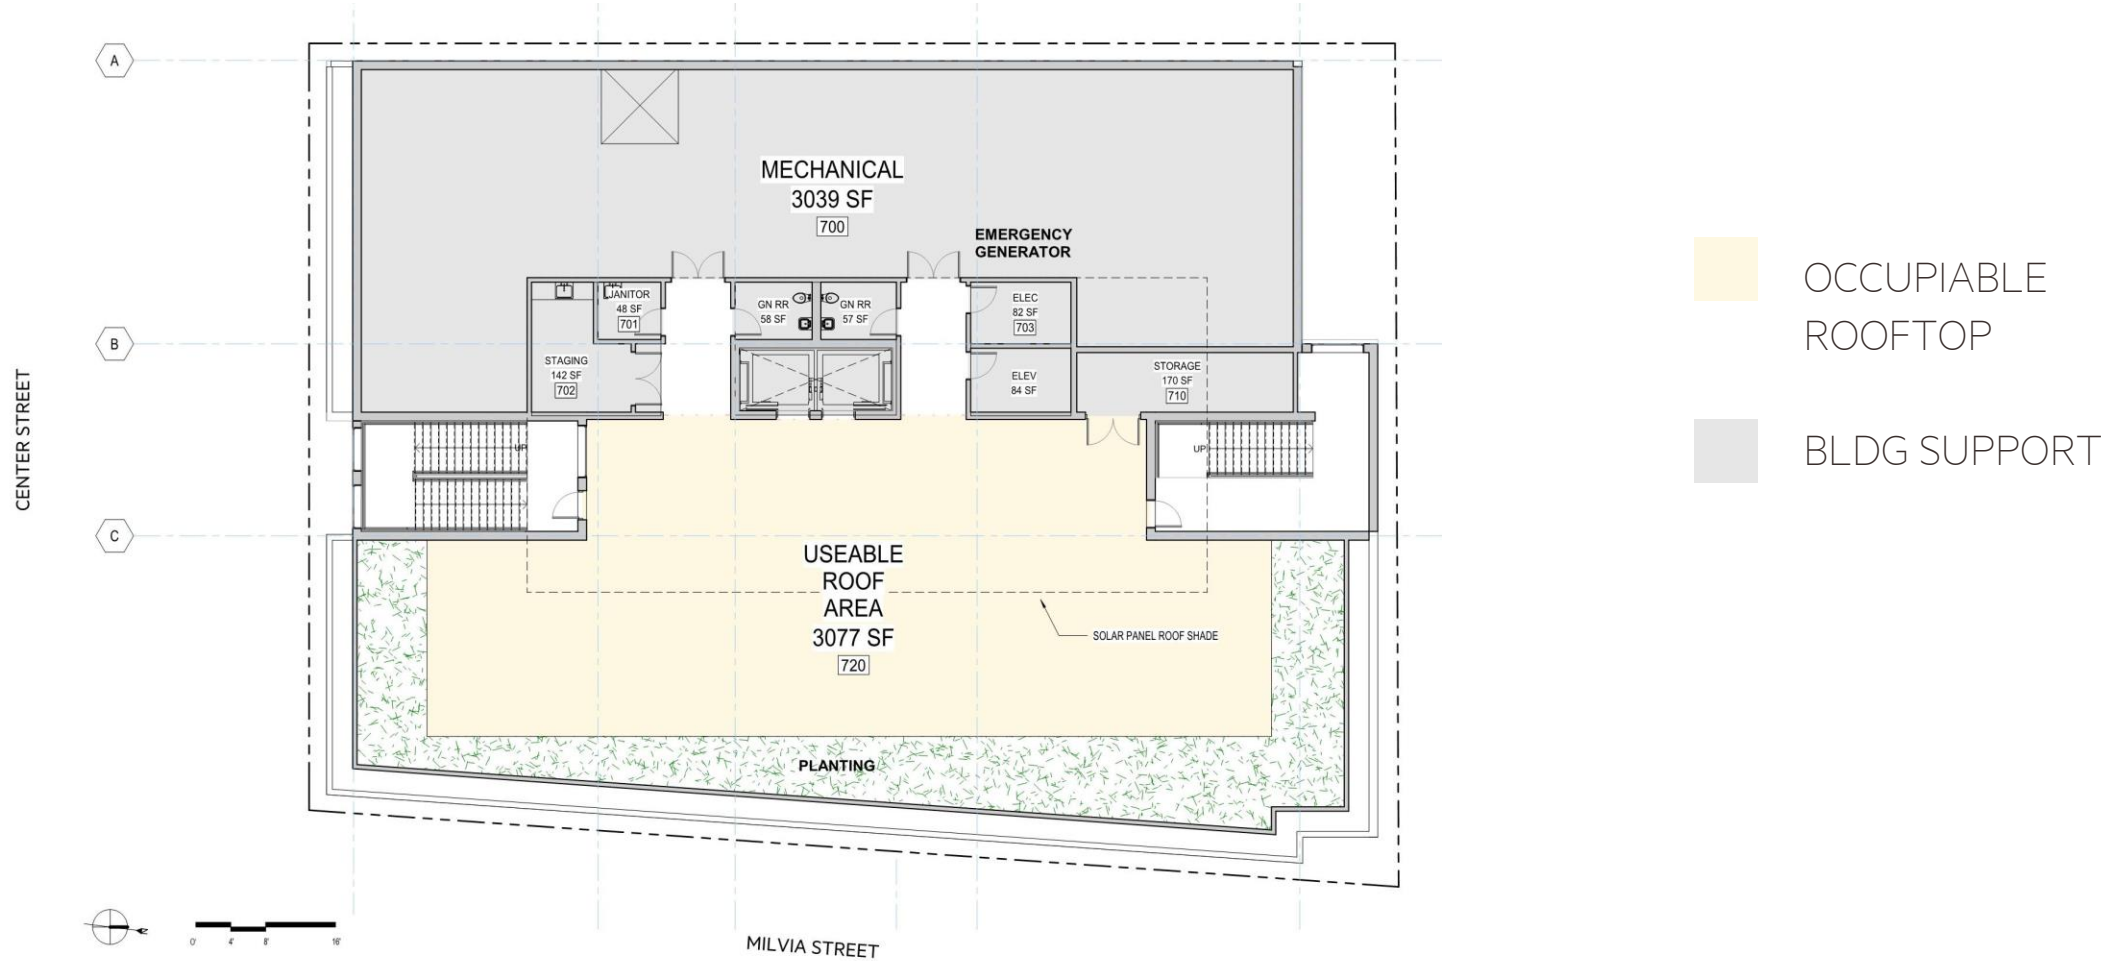 A
MECHANICAL
3039 SF
700
EMERGENCY
GENERATOR
OCCUPIABLE
ROOFTOP
JANITOR
48 SF
701
GN RR
58 SF
GN RR
57 SF
ELEC
82 SF
703
B
STAGING
142 SF
702
ELEV
84 SF
STORAGE
170 SF
710
CENTER STREET
UP
UP
BLDG SUPPORT
C
USEABLE
ROOF
AREA
3077 SF
720
SOLAR PANEL ROOF SHADE
PLANTING
0' 4' 8' 16'
MILVIA STREET